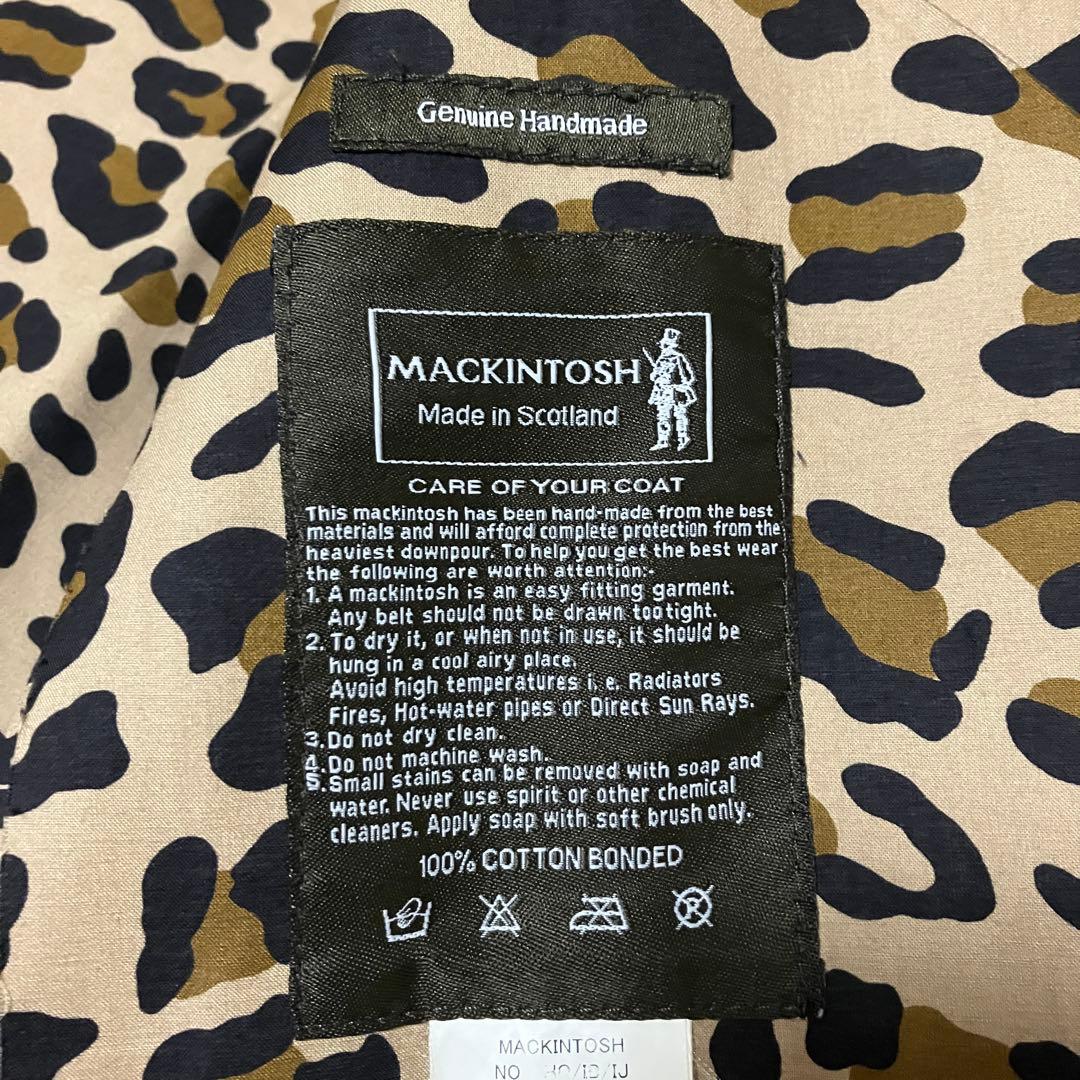 Genuine Handmade
MACKINTOSH
Made in Scotland
CARE OF YOUR COAT
This mackintosh has been hand-made from the best
materials and will afford complete protection from the
heaviest downpour. To help you get the best wear
the following are worth attention:-
1. A mackintosh is an easy fitting garment.
Any belt should not be drawn too tight.
2. To dry it, or when not in use, it should be
hung in a cool airy place.
Avoid high temperatures i. e. Radiators
Fires, Hot-water pipes or Direct Sun Rays.
3. Do not dry clean.
4. Do not machine wash.
5. Small stains can be removed with soap and
water. Never use spirit or other chemical
cleaners. Apply soap with soft brush only.
100% COTTON BONDED
MACKINTOSH
NO